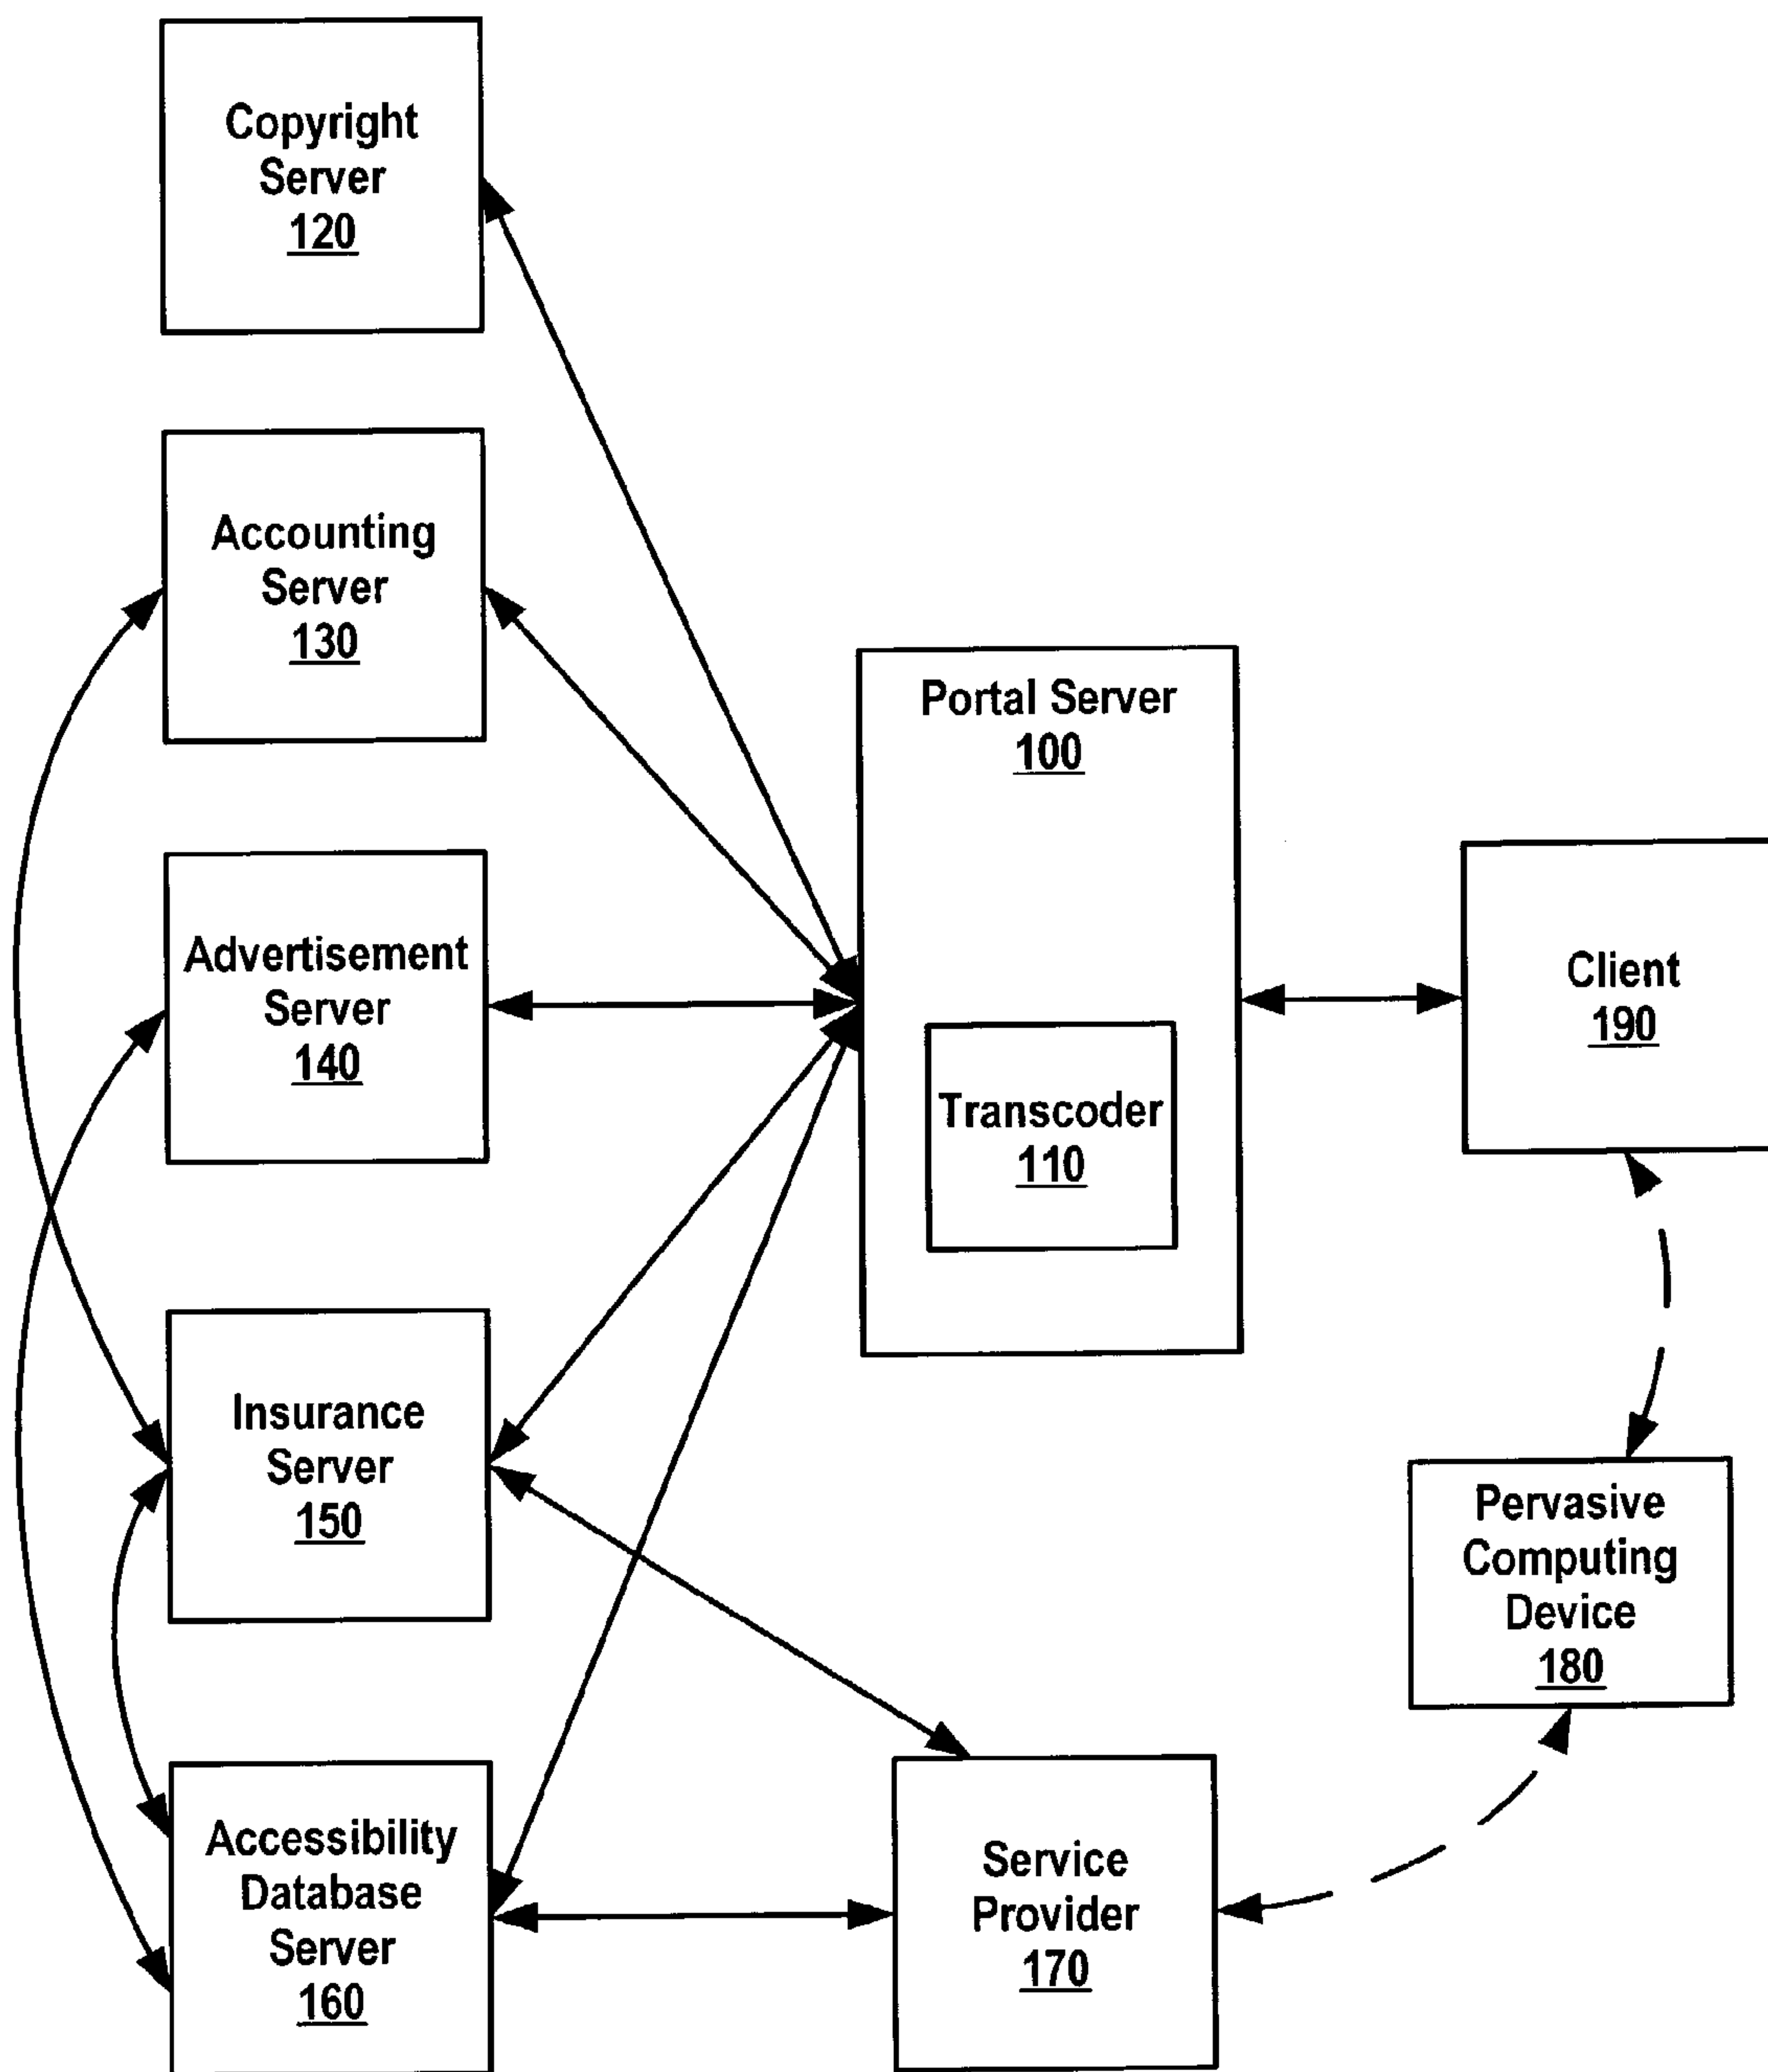 Copyright
Server
120
Accounting
Server
130
Portal Server
100
Advertisement
Server
140
Client
190
Transcoder
110
Insurance
Server
150
Pervasive
Computing
Device
180
Accessibility
Database
Server
160
Service
Provider
170